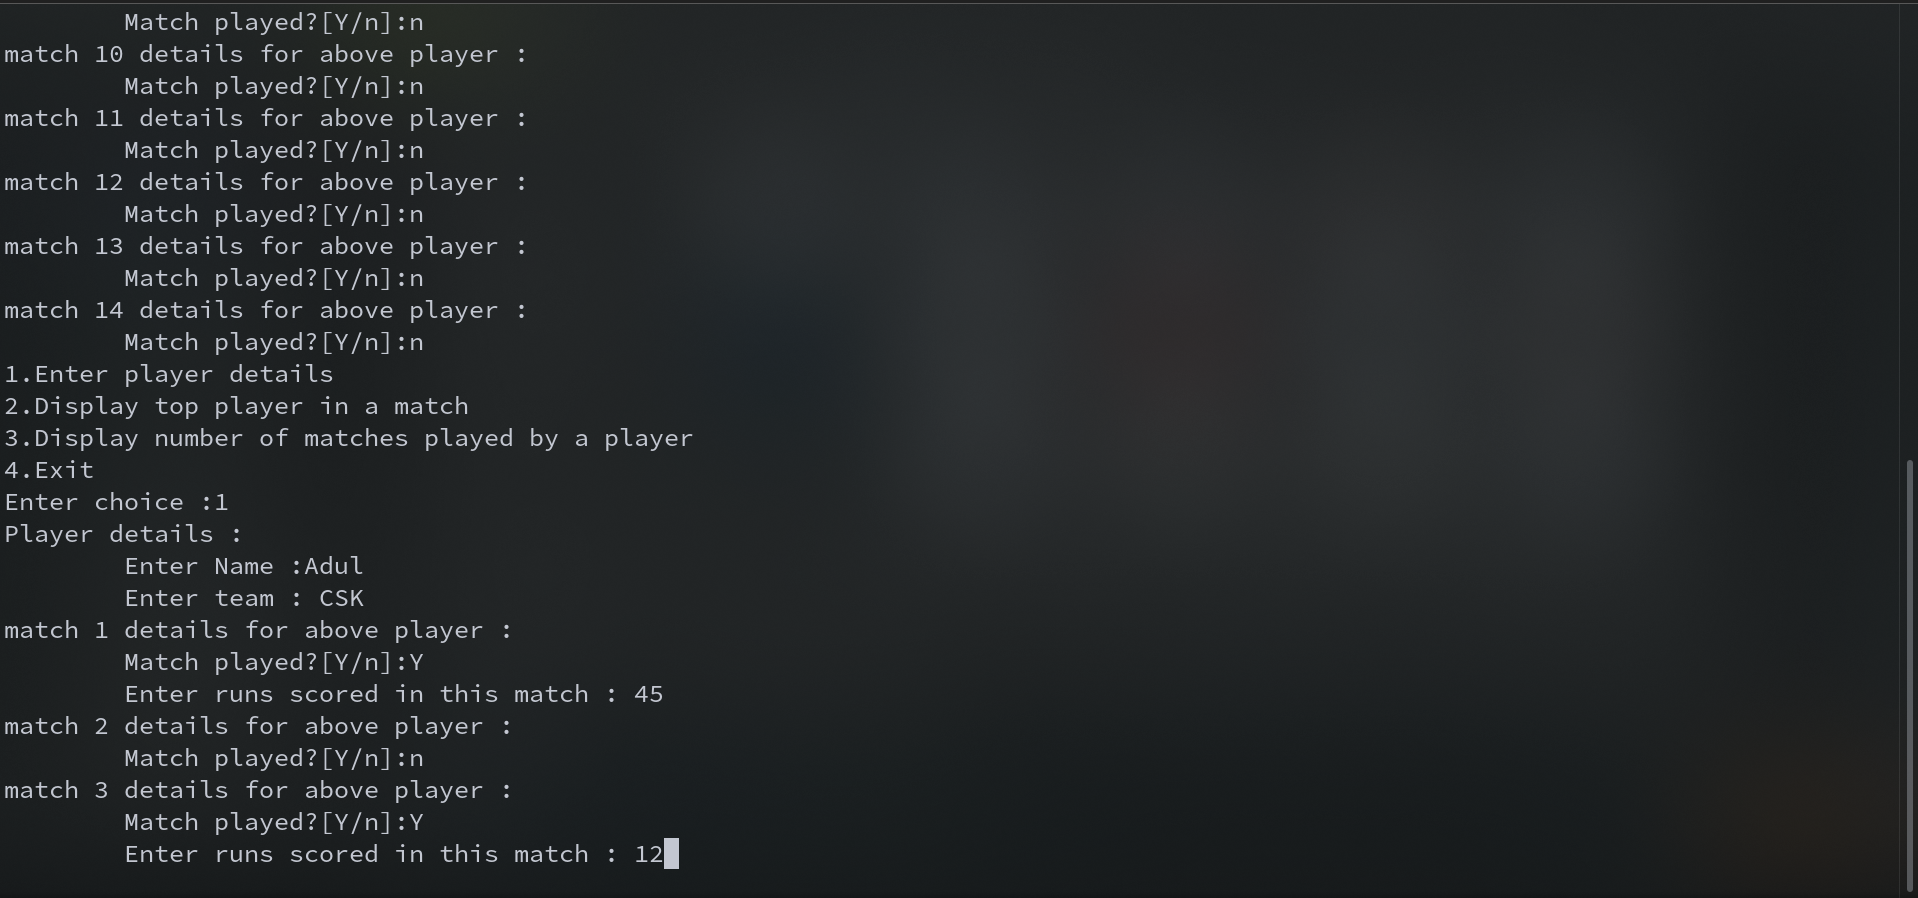 Match played?[Y/n]:n
match 10 details for above player :
Match played?[Y/n]:n
match 11 details for above player :
Match played?[Y/n]:n
match 12 details for above player :
Match played?[Y/n]:n
match 13 details for above player :
Match played?[Y/n]:n
match 14 details for above player :
Match played?[Y/n]:n
1.Enter player details
2.Display top player in a match
3.Display number of matches played by a player
4.Exit
Enter choice :1
Player details :
Enter Name :Adul
Enter team : CSK
match 1 details for above player :
Match played?[Y/n]:Y
Enter runs scored in this match : 45
match 2 details for above player :
Match played?[Y/n]:n
match 3 details for above player :
Match played?[Y/n]:Y
Enter runs scored in this match : 12